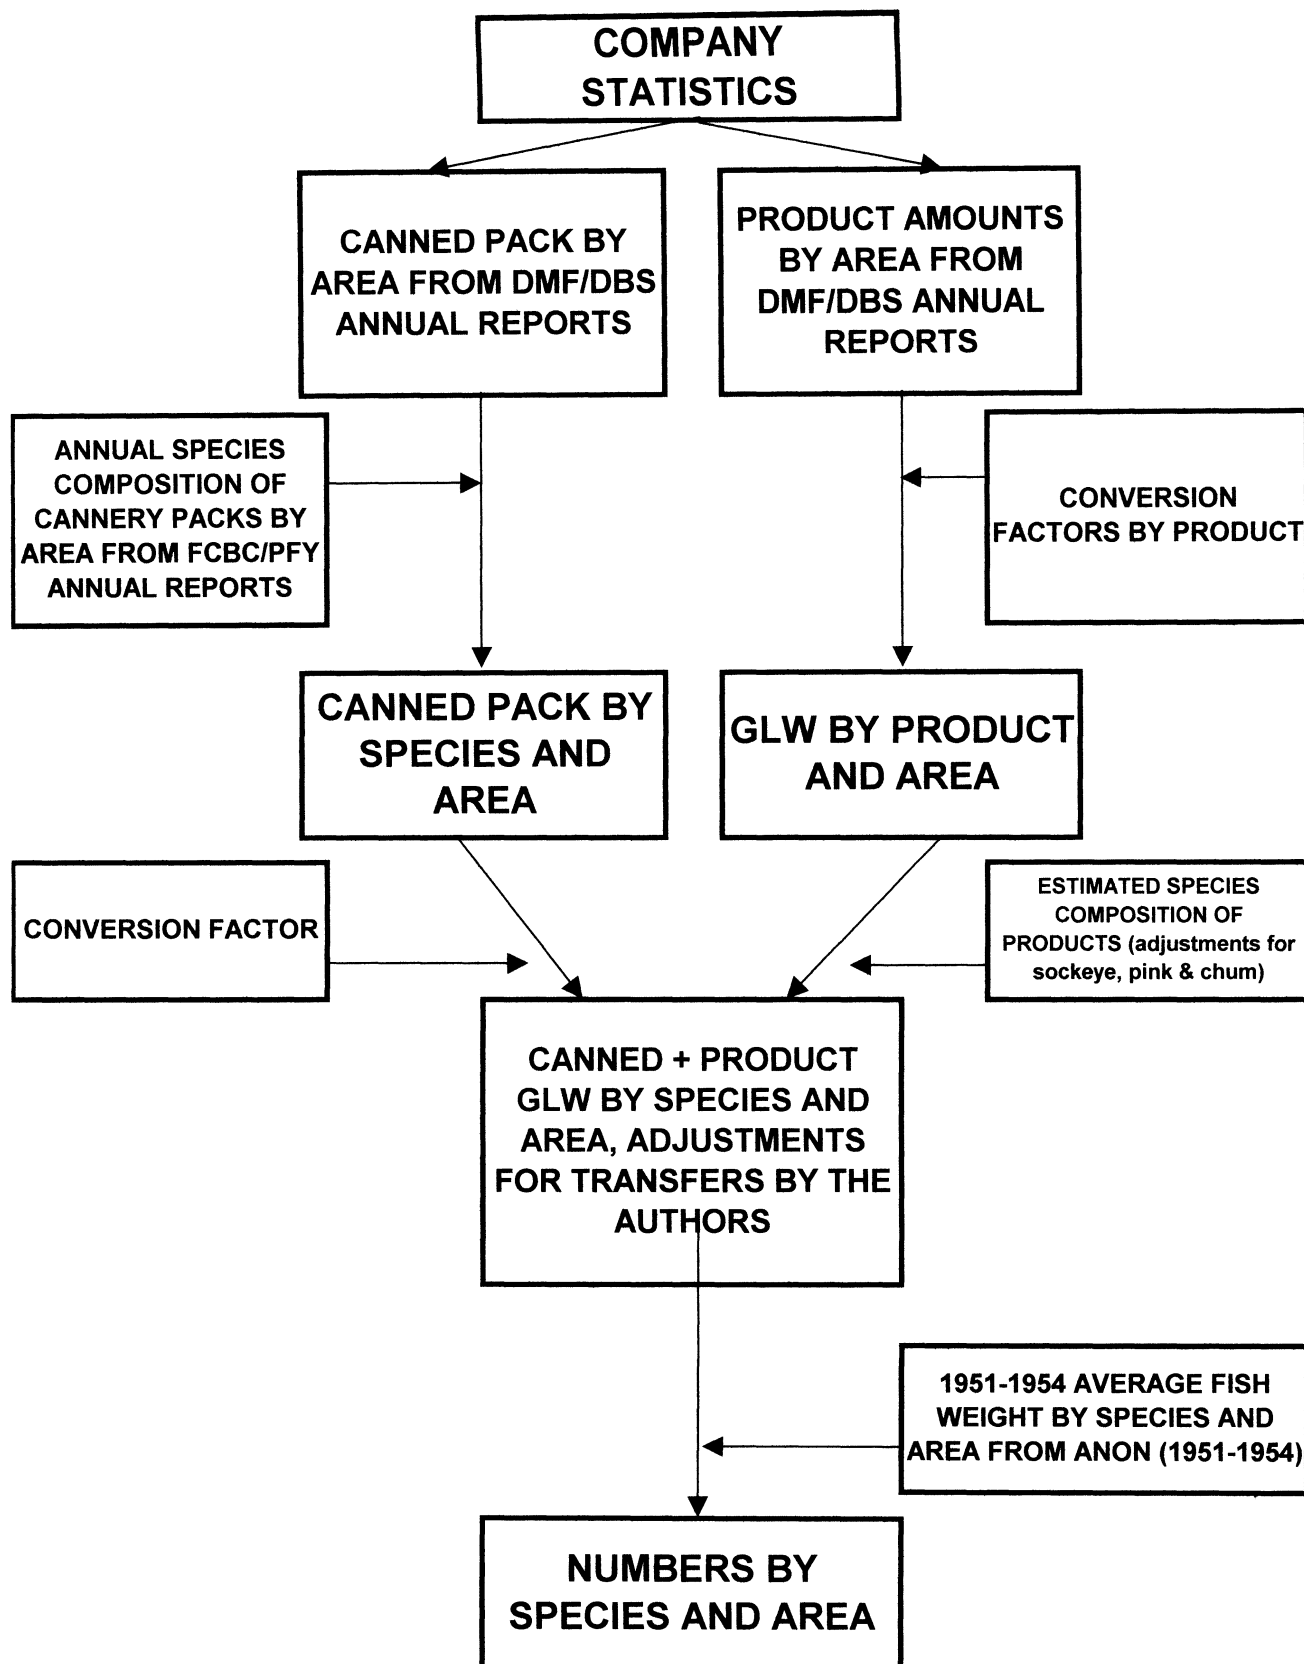 COMPANY
STATISTICS
CANNED PACK BY
AREA FROM DMF/DBS
ANNUAL REPORTS
PRODUCT AMOUNTS
BY AREA FROM
DMF/DBS ANNUAL
REPORTS
ANNUAL SPECIES
COMPOSITION OF
CANNERY PACKS BY
AREA FROM FCBC/PFY
ANNUAL REPORTS
CONVERSION
FACTORS BY PRODUCT
CANNED PACK BY
SPECIES AND
AREA
GLW BY PRODUCT
AND AREA
CONVERSION FACTOR
ESTIMATED SPECIES
COMPOSITION OF
PRODUCTS (adjustments for
sockeye, pink & chum)
CANNED + PRODUCT
GLW BY SPECIES AND
AREA, ADJUSTMENTS
FOR TRANSFERS BY THE
AUTHORS
1951-1954 AVERAGE FISH
WEIGHT BY SPECIES AND
AREA FROM ANON (1951-1954)
NUMBERS BY
SPECIES AND AREA